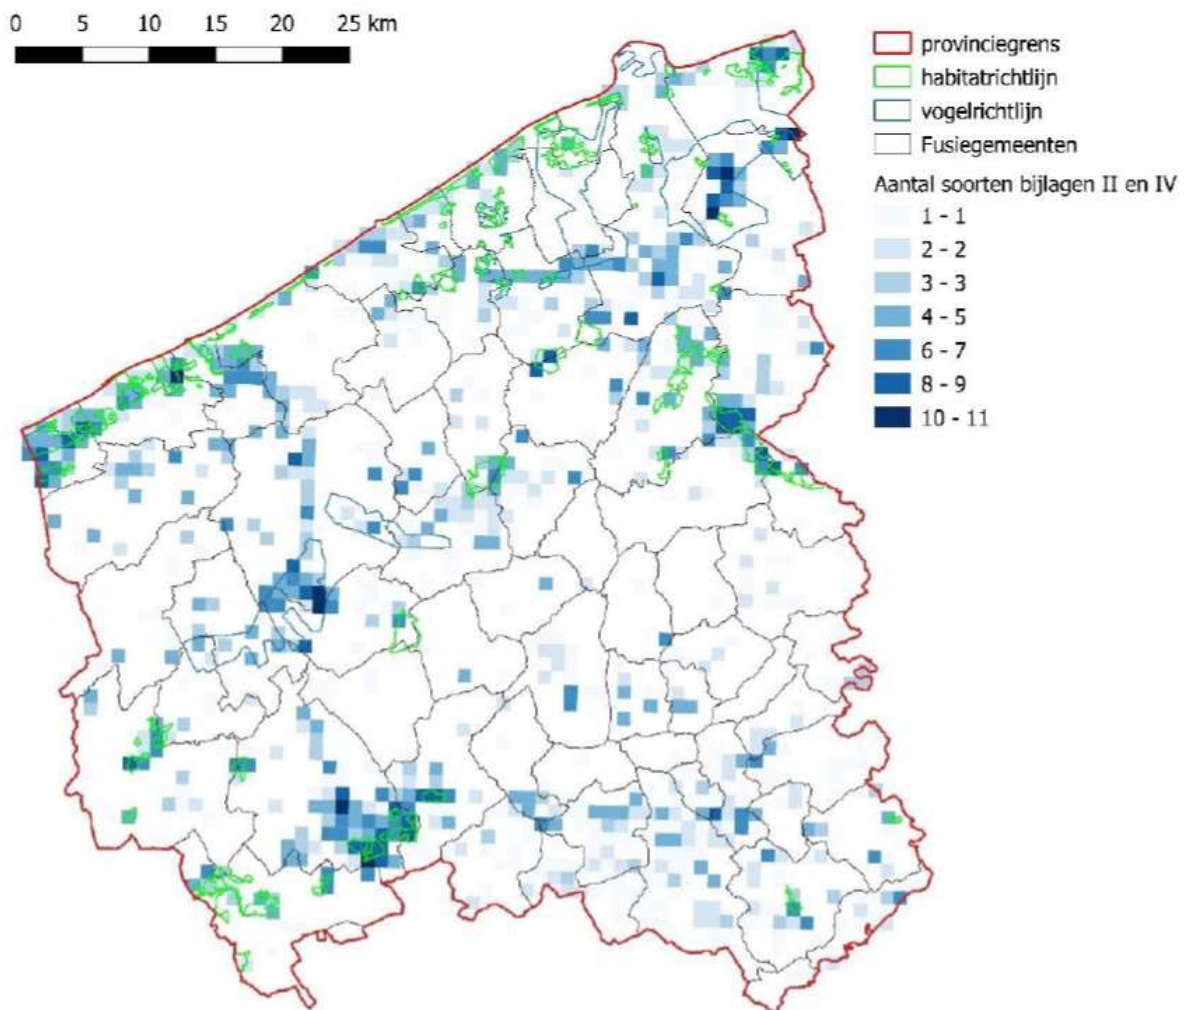 0 5 10 15 20 25 km
provinciegrens
habitatrichtlijn
vogelrichtlijn
Fusiegemeenten
Aantal soorten bijlagen II en IV
1 - 1
2 - 2
3 - 3
4 - 5
6 - 7
8 - 9
10 - 11